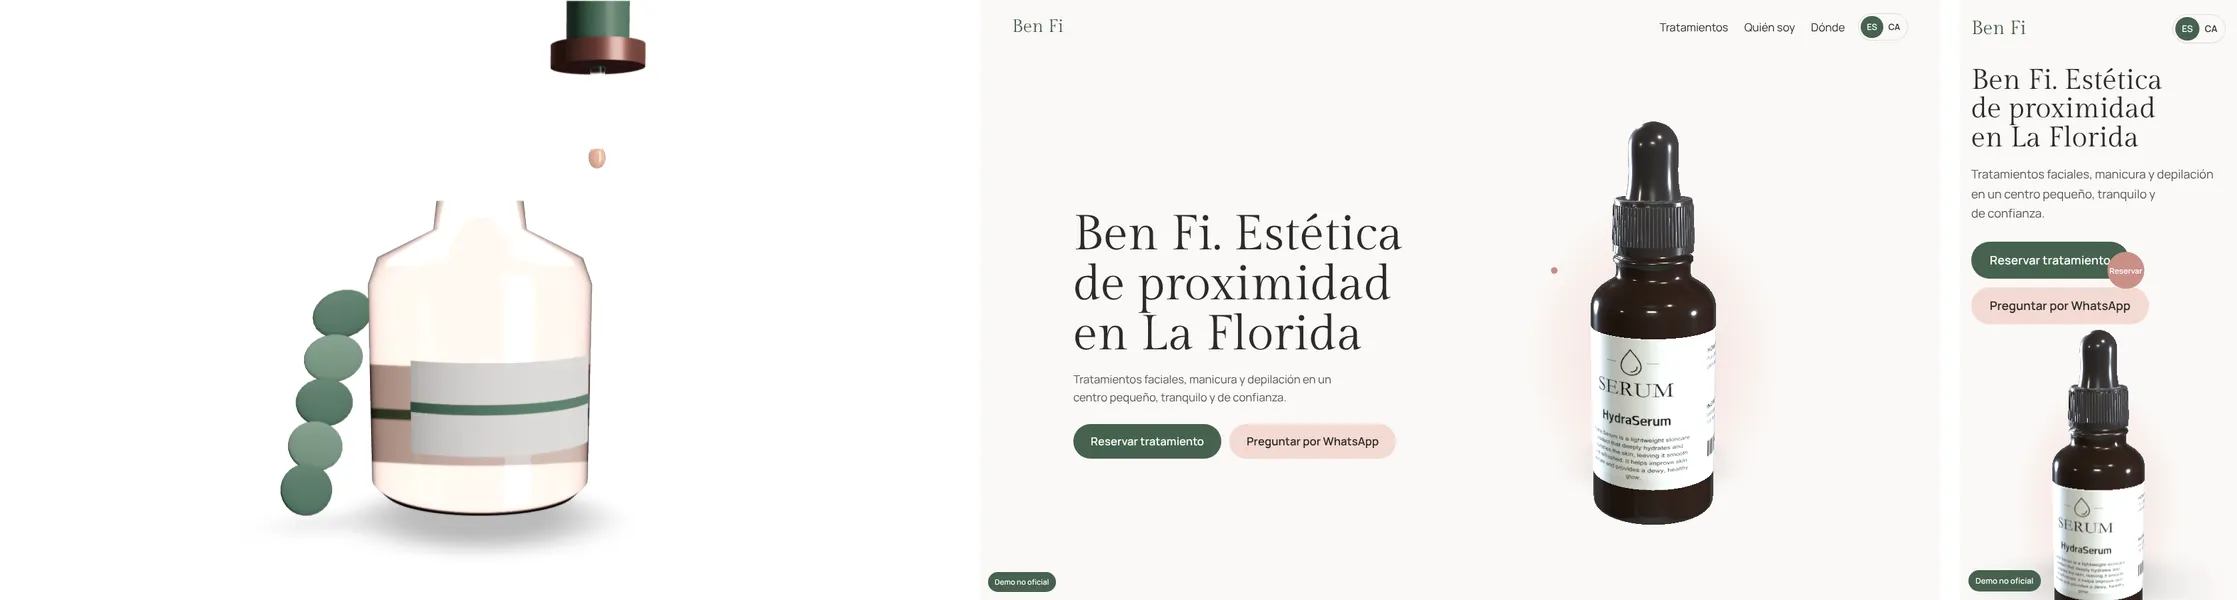 Ben Fi
Tratamientos
Quién soy
Dónde
ES
CA
Ben Fi. Estética
de proximidad
en La Florida
Tratamientos faciales, manicura y depilación en un
centro pequeño, tranquilo y de confianza.
Reservar tratamiento
Preguntar por WhatsApp
SERUM
HydraSerum
glow.
Demo no oficial
Ben Fi
ES
CA
Ben Fi. Estética
de proximidad
en La Florida
Tratamientos faciales, manicura y depilación
en un centro pequeño, tranquilo y
de confianza.
Reservar tratamiento
Reservar
Preguntar por WhatsApp
SERUM
HydraSerum
Demo no oficial